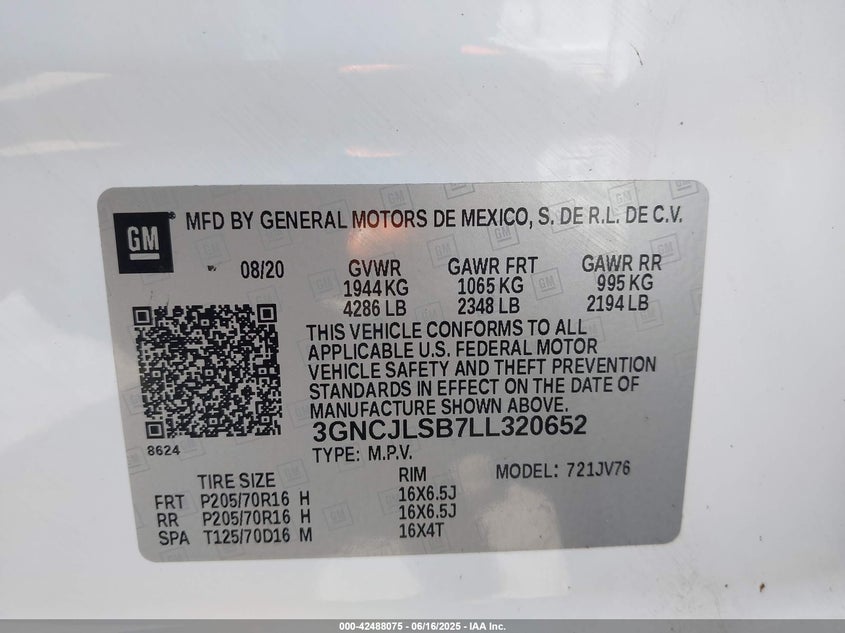 GM
MFD BY GENERAL MOTORS DE MEXICO, S. DE R.L. DE C.V.
08/20 GVWR GAWR FRT GAWR RR
1944 KG 1065 KG 995 KG
4286 LB 2348 LB 2194 LB
THIS VEHICLE CONFORMS TO ALL
APPLICABLE U.S. FEDERAL MOTOR
VEHICLE SAFETY AND THEFT PREVENTION
STANDARDS IN EFFECT ON THE DATE OF
MANUFACTURE SHOWN ABOVE.
3GNCJLSB7LL320652
8624
TYPE: M.P.V.
TIRE SIZE RIM MODEL: 721JV76
FRT P205/70R16 H 16X6.5J
RR P205/70R16 H 16X6.5J
SPA T125/70D16 M 16X4T
000-42488075 - 06/16/2025 - IAA Inc.